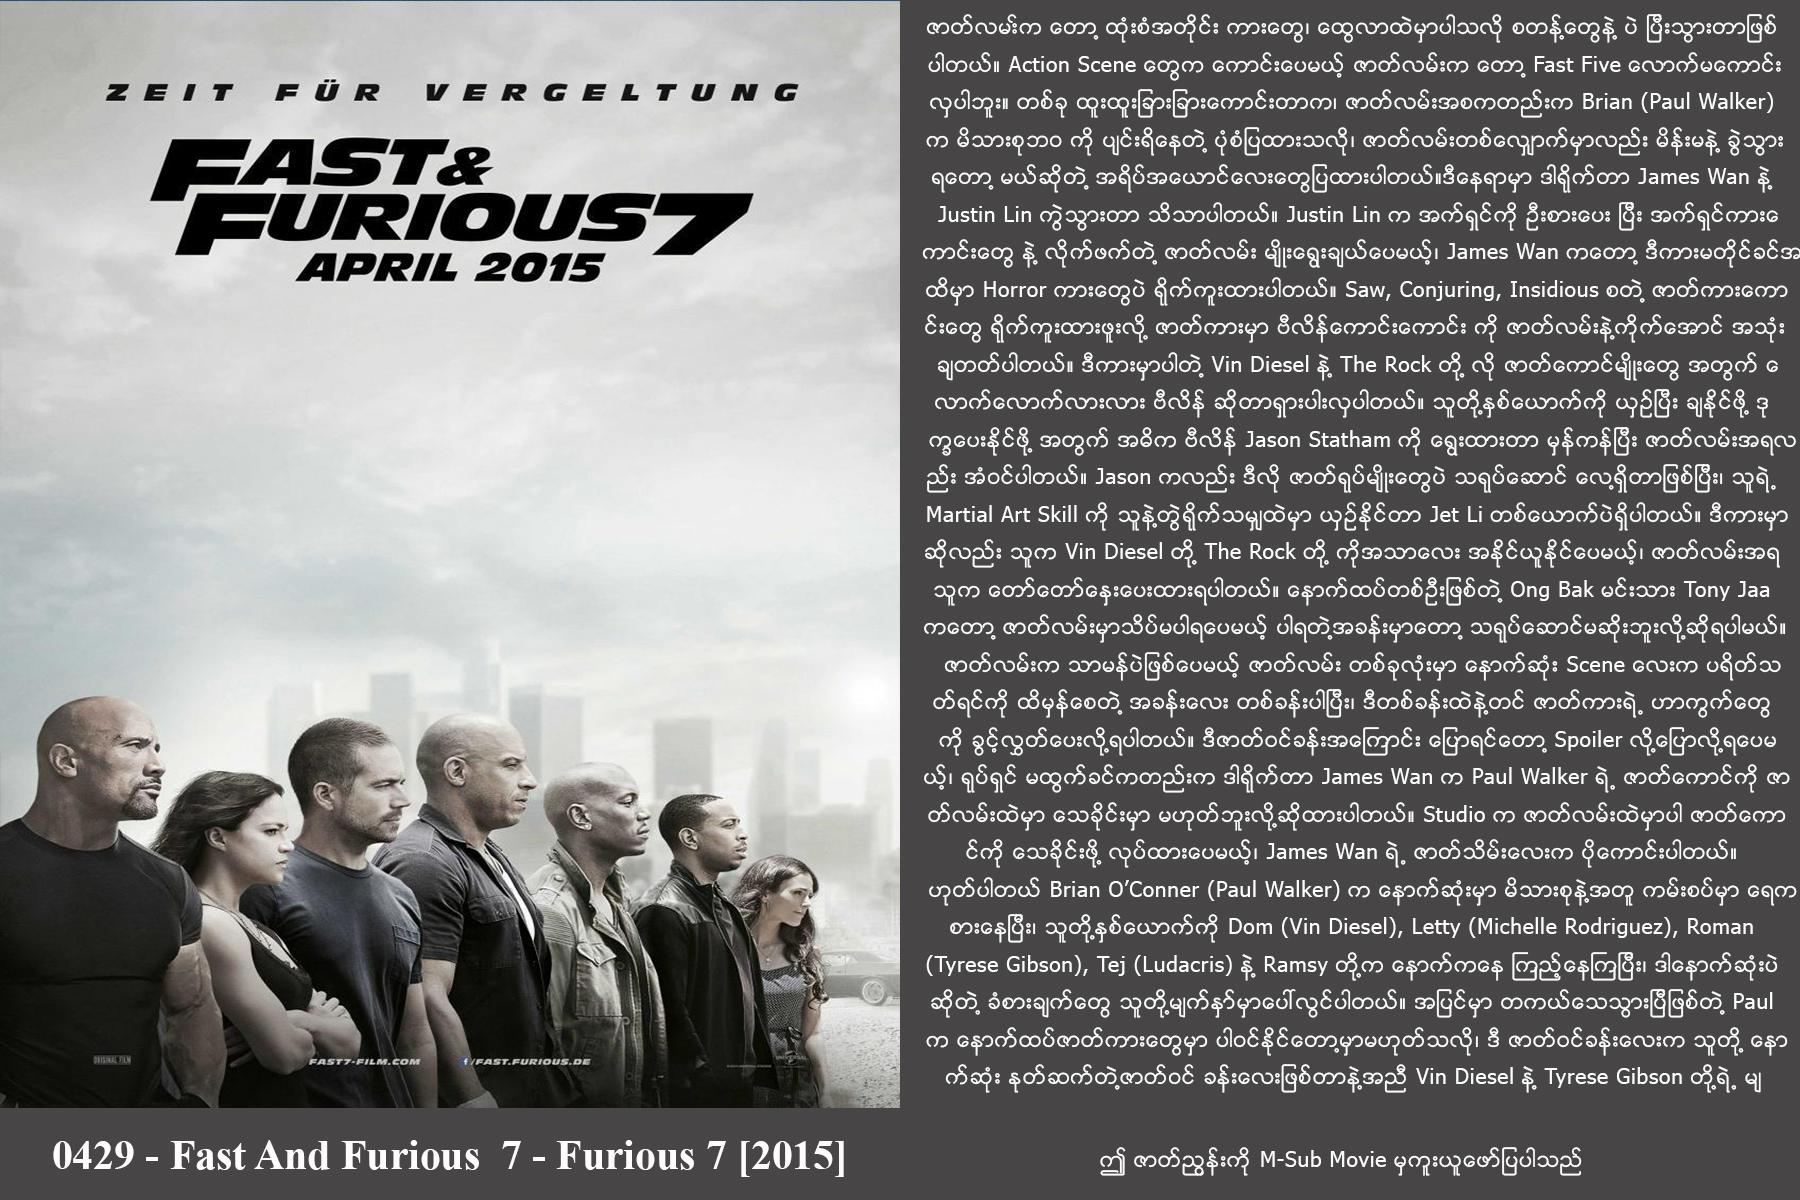 ZEIT FÜR VERGELTUNG
FAST &
FURIOUS 7
APRIL 2015
ORIGINAL FILM
FAST7-FILM.COM
f/FAST.FURIOUS.DE
UNIVERSAL
0429 - Fast And Furious 7 - Furious 7 [2015]
ဇာတ်လမ်းက တော့ ထုံးစံအတိုင်း ကားတွေ၊ ထွေလာထဲမှာပါသလို စတန့်တွေနဲ့ ပဲ ပြီးသွားတာဖြစ်
ပါတယ်။ Action Scene တွေက ကောင်းပေမယ့် ဇာတ်လမ်းက တော့ Fast Five လောက်မကောင်း
လှပါဘူး။ တစ်ခု ထူးထူးခြားခြားကောင်းတာက၊ ဇာတ်လမ်းအစကတည်းက Brian (Paul Walker)
က မိသားစုဘဝ ကို ပျင်းရိနေတဲ့ ပုံစံပြထားသလို၊ ဇာတ်လမ်းတစ်လျှောက်မှာလည်း မိန်းမနဲ့ ခွဲသွား
ရတော့ မယ်ဆိုတဲ့ အရိပ်အယောင်လေးတွေပြထားပါတယ်။ဒီနေရာမှာ ဒါရိုက်တာ James Wan နဲ့
Justin Lin ကွဲသွားတာ သိသာပါတယ်။ Justin Lin က အက်ရှင်ကို ဦးစားပေး ပြီး အက်ရှင်ကားေ
ကာင်းတွေ နဲ့ လိုက်ဖက်တဲ့ ဇာတ်လမ်း မျိုးရွေးချယ်ပေမယ့်၊ James Wan ကတော့ ဒီကားမတိုင်ခင်အ
ထိမှာ Horror ကားတွေပဲ ရိုက်ကူးထားပါတယ်။ Saw, Conjuring, Insidious စတဲ့ ဇာတ်ကားကော
င်းတွေ ရိုက်ကူးထားဖူးလို့ ဇာတ်ကားမှာ ဗီလိန်ကောင်းကောင်း ကို ဇာတ်လမ်းနဲ့ကိုက်အောင် အသုံး
ချတတ်ပါတယ်။ ဒီကားမှာပါတဲ့ Vin Diesel နဲ့ The Rock တို့ လို ဇာတ်ကောင်မျိုးတွေ အတွက် ေ
လာက်လောက်လားလား ဗီလိန် ဆိုတာရှားပါးလှပါတယ်။ သူတို့နှစ်ယောက်ကို ယှဉ်ပြီး ချနိုင်ဖို့ ဒု
က္ခပေးနိုင်ဖို့ အတွက် အဓိက ဗီလိန် Jason Statham ကို ရွေးထားတာ မှန်ကန်ပြီး ဇာတ်လမ်းအရလ
ည်း အံဝင်ပါတယ်။ Jason ကလည်း ဒီလို ဇာတ်ရုပ်မျိုးတွေပဲ သရုပ်ဆောင် လေ့ရှိတာဖြစ်ပြီး၊ သူရဲ့
Martial Art Skill ကို သူနဲ့တွဲရိုက်သမျှထဲမှာ ယှဉ်နိုင်တာ Jet Li တစ်ယောက်ပဲရှိပါတယ်။ ဒီကားမှာ
ဆိုလည်း သူက Vin Diesel တို့ The Rock တို့ ကိုအသာလေး အနိုင်ယူနိုင်ပေမယ့်၊ ဇာတ်လမ်းအရ
သူက တော်တော်နှေးပေးထားရပါတယ်။ နောက်ထပ်တစ်ဦးဖြစ်တဲ့ Ong Bak မင်းသား Tony Jaa
ကတော့ ဇာတ်လမ်းမှာသိပ်မပါရပေမယ့် ပါရတဲ့အခန်းမှာတော့ သရုပ်ဆောင်မဆိုးဘူးလို့ဆိုရပါမယ်။
ဇာတ်လမ်းက သာမန်ပဲဖြစ်ပေမယ့် ဇာတ်လမ်း တစ်ခုလုံးမှာ နောက်ဆုံး Scene လေးက ပရိတ်သ
တ်ရင်ကို ထိမှန်စေတဲ့ အခန်းလေး တစ်ခန်းပါပြီး၊ ဒီတစ်ခန်းထဲနဲ့တင် ဇာတ်ကားရဲ့ ဟာကွက်တွေ
ကို ခွင့်လွှတ်ပေးလို့ရပါတယ်။ ဒီဇာတ်ဝင်ခန်းအကြောင်း ပြောရင်တော့ Spoiler လို့ပြောလို့ရပေမ
ယ့်၊ ရုပ်ရှင် မထွက်ခင်ကတည်းက ဒါရိုက်တာ James Wan က Paul Walker ရဲ့ ဇာတ်ကောင်ကို ဇာ
တ်လမ်းထဲမှာ သေခိုင်းမှာ မဟုတ်ဘူးလို့ဆိုထားပါတယ်။ Studio က ဇာတ်လမ်းထဲမှာပါ ဇာတ်ကော
င်ကို သေခိုင်းဖို့ လုပ်ထားပေမယ့်၊ James Wan ရဲ့ ဇာတ်သိမ်းလေးက ပိုကောင်းပါတယ်။
ဟုတ်ပါတယ် Brian O’Conner (Paul Walker) က နောက်ဆုံးမှာ မိသားစုနဲ့အတူ ကမ်းစပ်မှာ ရေက
စားနေပြီး၊ သူတို့နှစ်ယောက်ကို Dom (Vin Diesel), Letty (Michelle Rodriguez), Roman
(Tyrese Gibson), Tej (Ludacris) နဲ့ Ramsy တို့က နောက်ကနေ ကြည့်နေကြပြီး၊ ဒါနောက်ဆုံးပဲ
ဆိုတဲ့ ခံစားချက်တွေ သူတို့မျက်နှာ်မှာပေါ်လွင်ပါတယ်။ အပြင်မှာ တကယ်သေသွားပြီဖြစ်တဲ့ Paul
က နောက်ထပ်ဇာတ်ကားတွေမှာ ပါဝင်နိုင်တော့မှာမဟုတ်သလို၊ ဒီ ဇာတ်ဝင်ခန်းလေးက သူတို့ နော
က်ဆုံး နုတ်ဆက်တဲ့ဇာတ်ဝင် ခန်းလေးဖြစ်တာနဲ့အညီ Vin Diesel နဲ့ Tyrese Gibson တို့ရဲ့ မျ
ဤ ဇာတ်ညွှန်းကို M-Sub Movie မှကူးယူဖော်ပြပါသည်